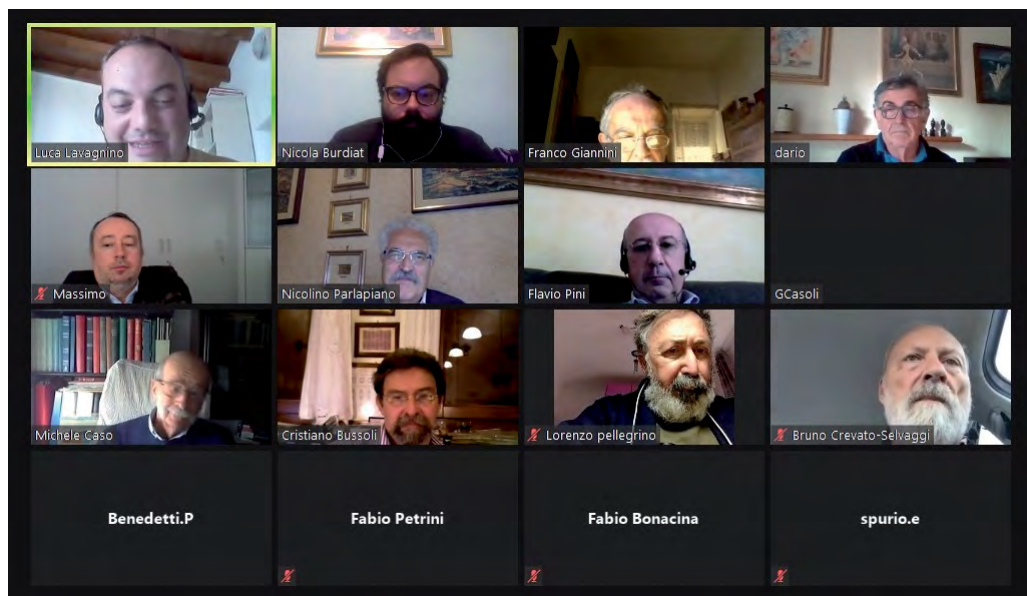 Luca Lavagnino
Nicola Burdiat
Franco Giannini
dario
Massimo
Nicolino Parlapiano
Flavio Pini
GCasoli
Michele Caso
Cristiano Bussoli
Lorenzo pellegrino
Bruno Crevato-Selvaggi
Benedetti.P
Fabio Petrini
Fabio Bonacina
spurio.e